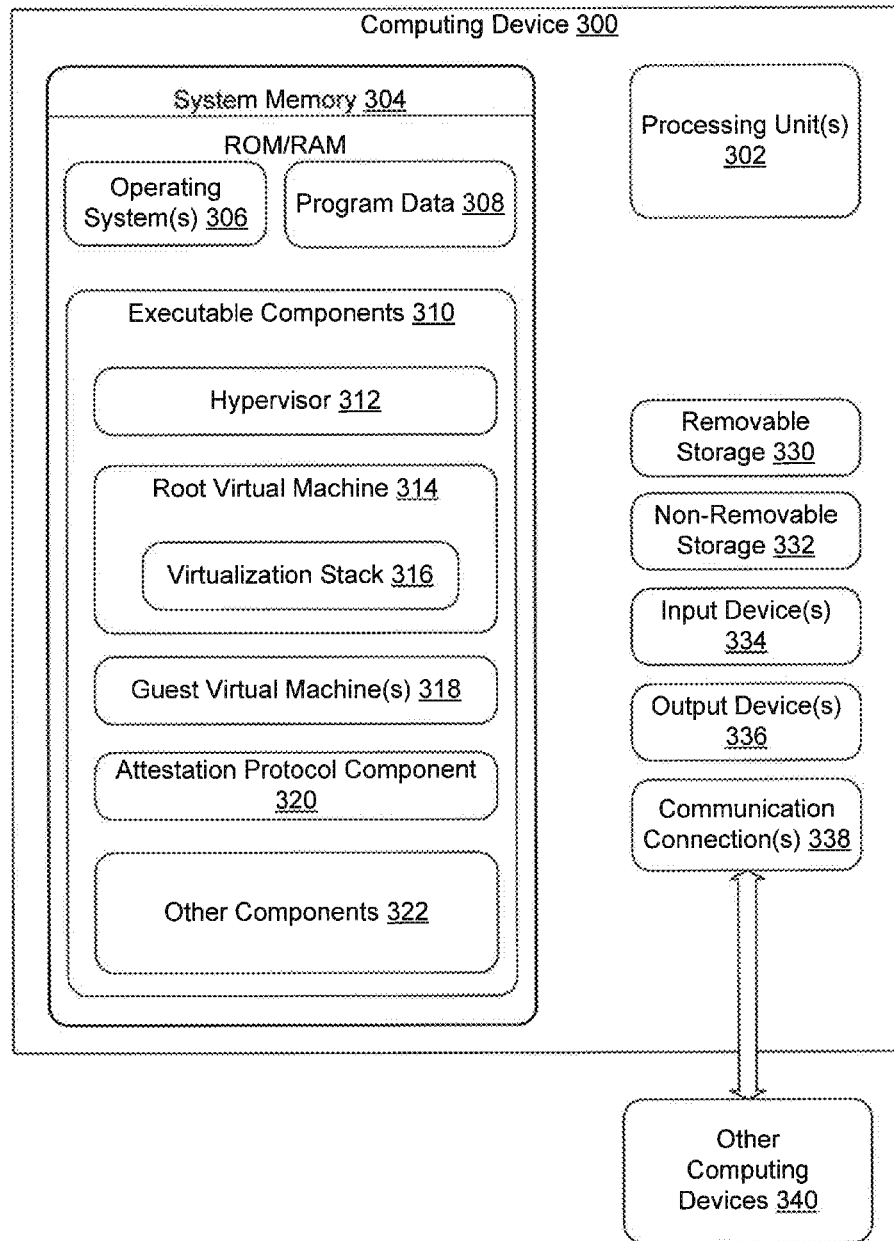 Computing Device 300
System Memory 304
ROM/RAM
Operating
System(s) 306
Program Data 308
Executable Components 310
Hypervisor 312
Root Virtual Machine 314
Virtualization Stack 316
Guest Virtual Machine(s) 318
Attestation Protocol Component
320
Other Components 322
Processing Unit(s)
302
Removable
Storage 330
Non-Removable
Storage 332
Input Device(s)
334
Output Device(s)
336
Communication
Connection(s) 338
Other
Computing
Devices 340